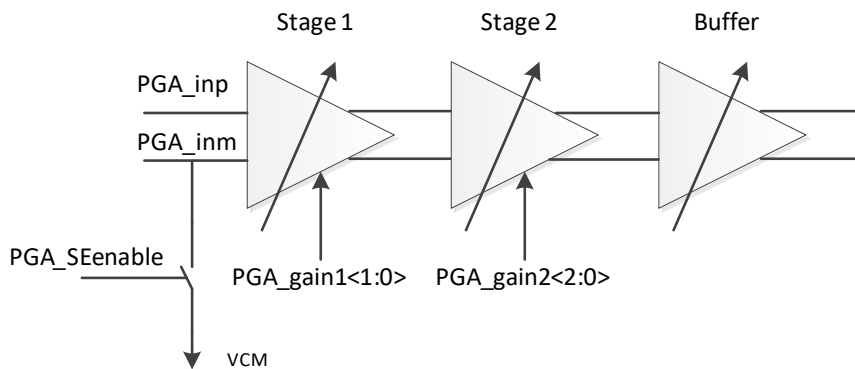 Stage 1 Stage 2 Buffer
PGA_inp
PGA_inm
PGA_SEenable
PGA_gain1<1:0> PGA_gain2<2:0>
VCM